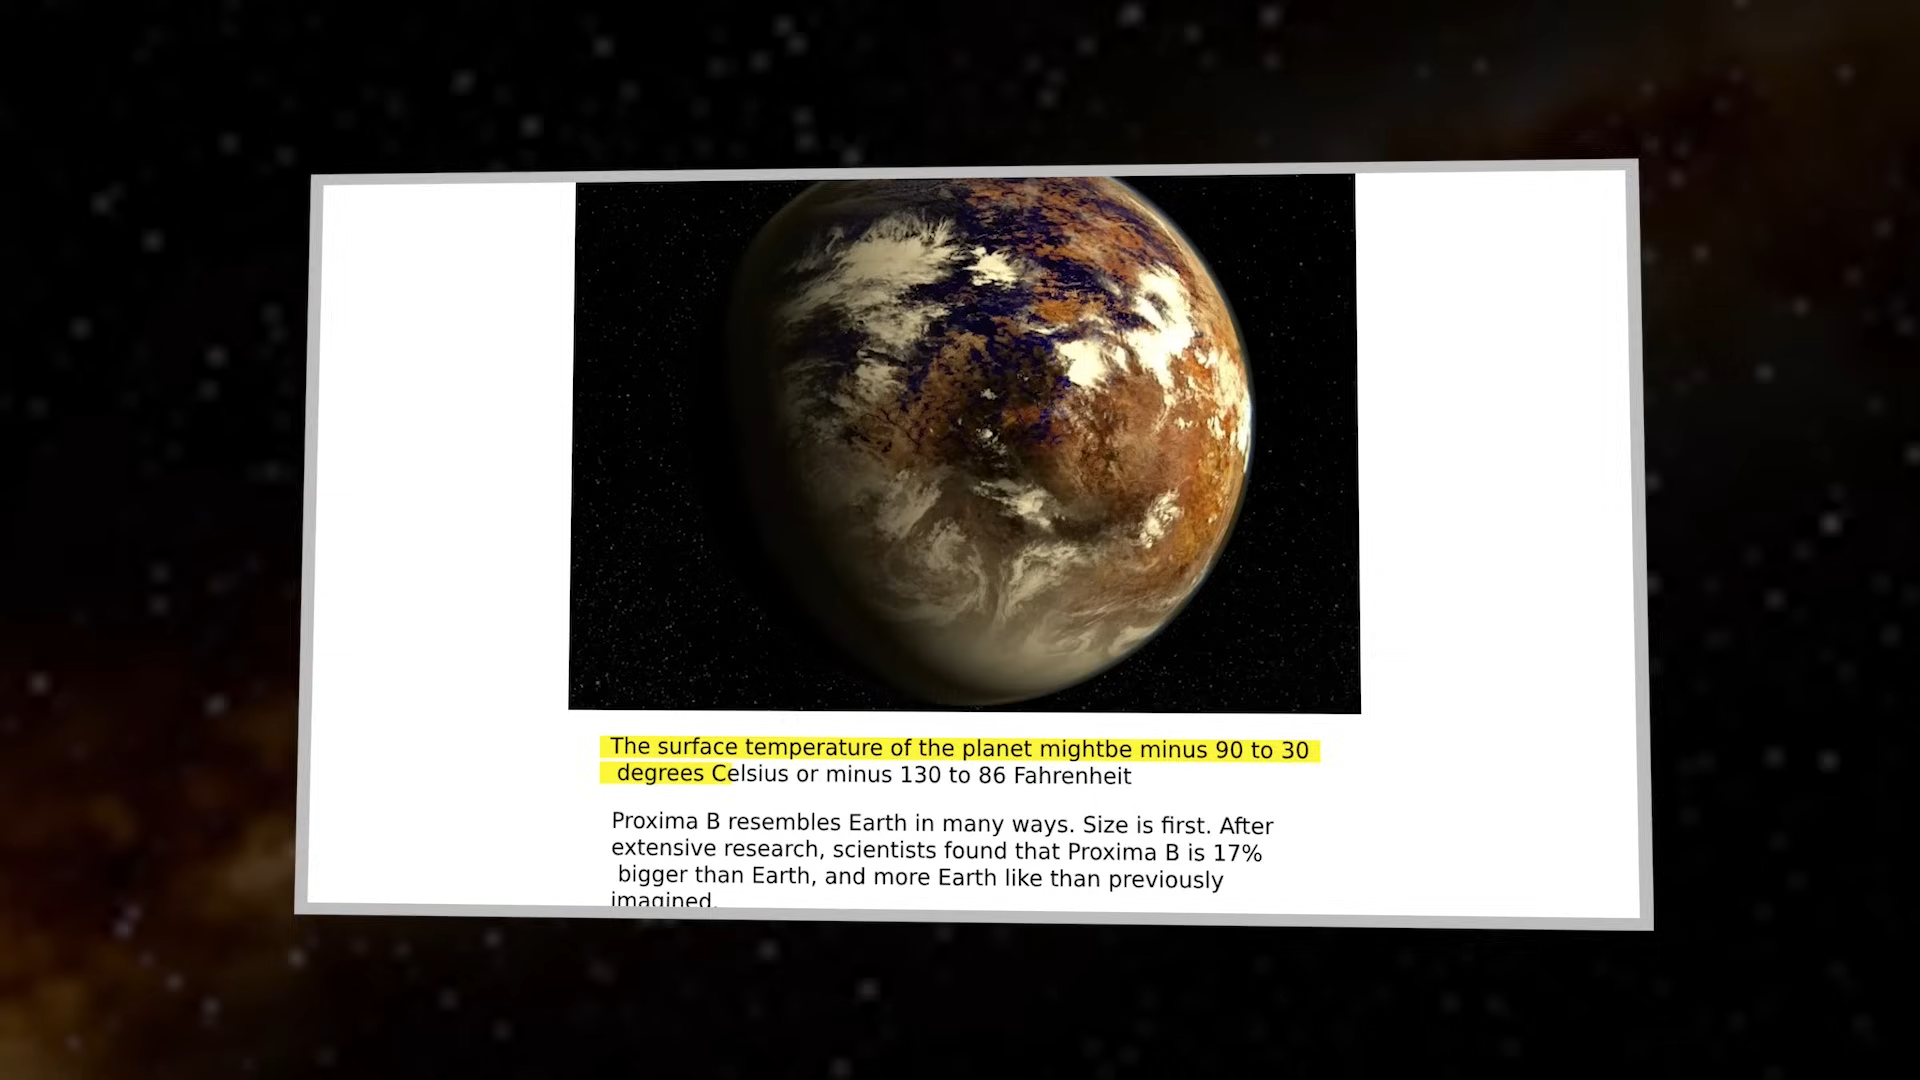 The surface temperature of the planet mightbe minus 90 to 30
degrees Celsius or minus 130 to 86 Fahrenheit
Proxima B resembles Earth in many ways. Size is first. After
extensive research, scientists found that Proxima B is 17%
bigger than Earth, and more Earth like than previously
imagined.